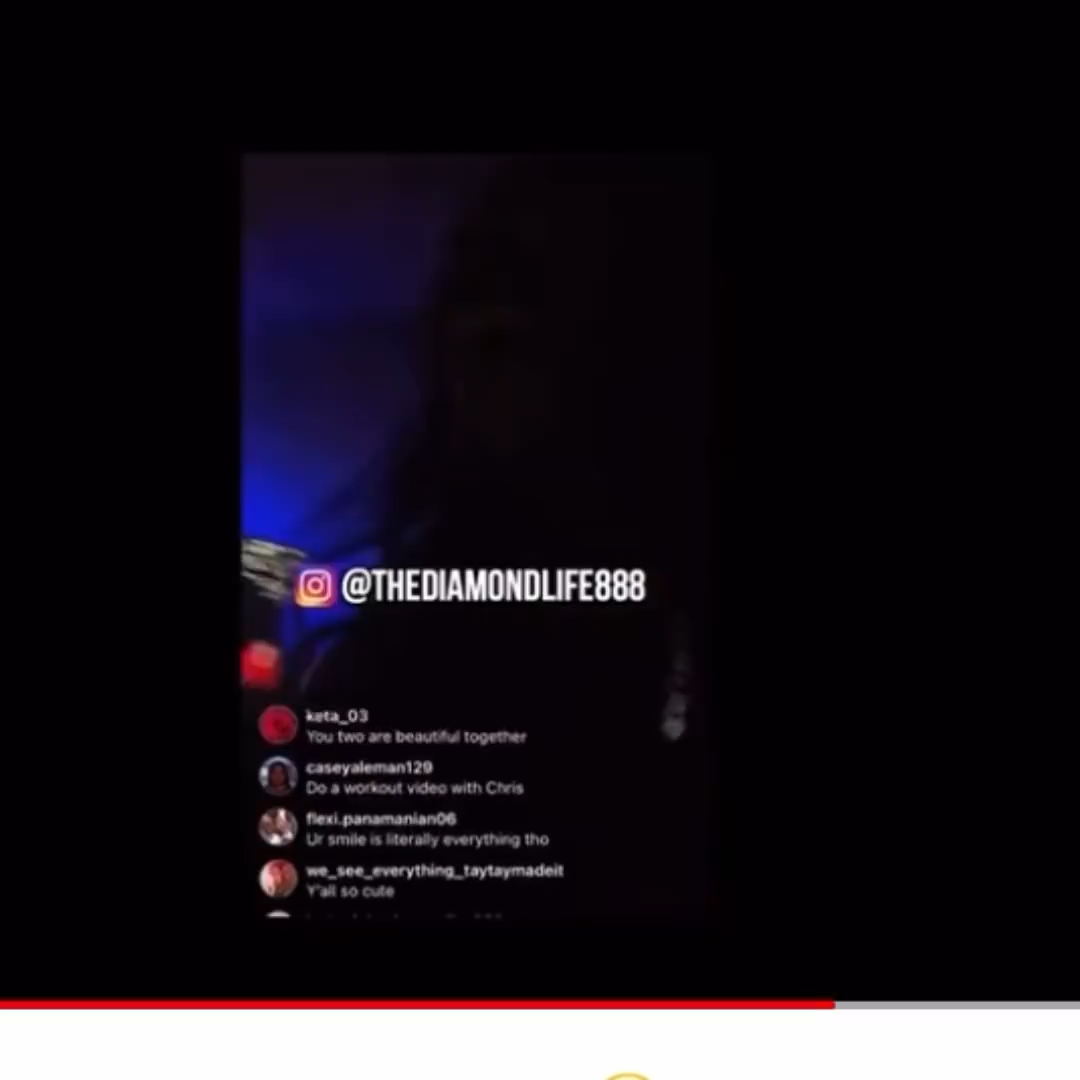 @THEDIAMONDLIFE888
keta_03
You two are beautiful together
caseyaleman129
Do a workout video with Chris
flexi.panamanian06
Ur smile is literally everything tho
we_see_everything_taytaymadeit
Y'all so cute